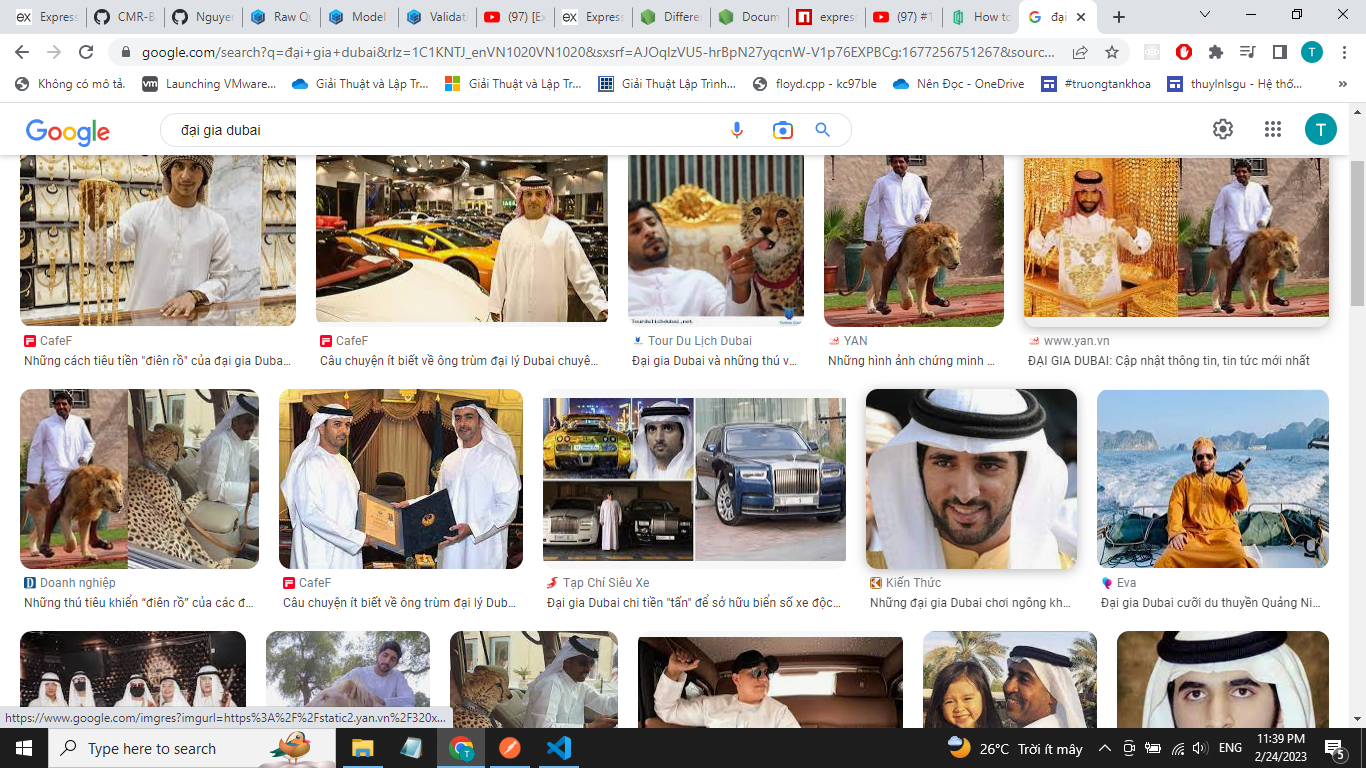 Express
CMR-B
Nguyer
Raw Qu
Model
Validati
(97) [Ex
Express
Differen
Docum
express
(97) #1
How to
đại
google.com/search?q=đại+gia+dubai&rlz=1C1KNTJ_enVN1020VN1020&sxsrf=AJOqlzVU5-hrBpN27yqcnW-V1p76EXPBCg:1677256751267&sourc...
T
Không có mô tả.
Launching VMware...
Giải Thuật và Lập Tr...
Giải Thuật và Lập Tr...
Giải Thuật Lập Trình...
floyd.cpp - kc97ble
Nên Đọc - OneDrive
#truongtankhoa
thuylnlsgu - Hệ thố...
Google
đại gia dubai
T
CafeF
Những cách tiêu tiền "điên rồ" của đại gia Duba...
CafeF
Câu chuyện ít biết về ông trùm đại lý Dubai chuyê...
Tour Du Lịch Dubai
Đại gia Dubai và những thú v...
YAN
Những hình ảnh chứng minh ...
www.yan.vn
ĐẠI GIA DUBAI: Cập nhật thông tin, tin tức mới nhất
Doanh nghiệp
Những thú tiêu khiển “điên rồ” của các đ...
CafeF
Câu chuyện ít biết về ông trùm đại lý Dub...
Tạp Chí Siêu Xe
Đại gia Dubai chi tiền "tấn" để sở hữu biển số xe độc...
Kiến Thức
Những đại gia Dubai chơi ngông kh...
Eva
Đại gia Dubai cưỡi du thuyền Quảng Ni...
https://www.google.com/imgres?imgurl=https%3A%2F%2Fstatic2.yan.vn%2F320x...
Type here to search
26°C Trời ít mây
ENG
11:39 PM
2/24/2023
5